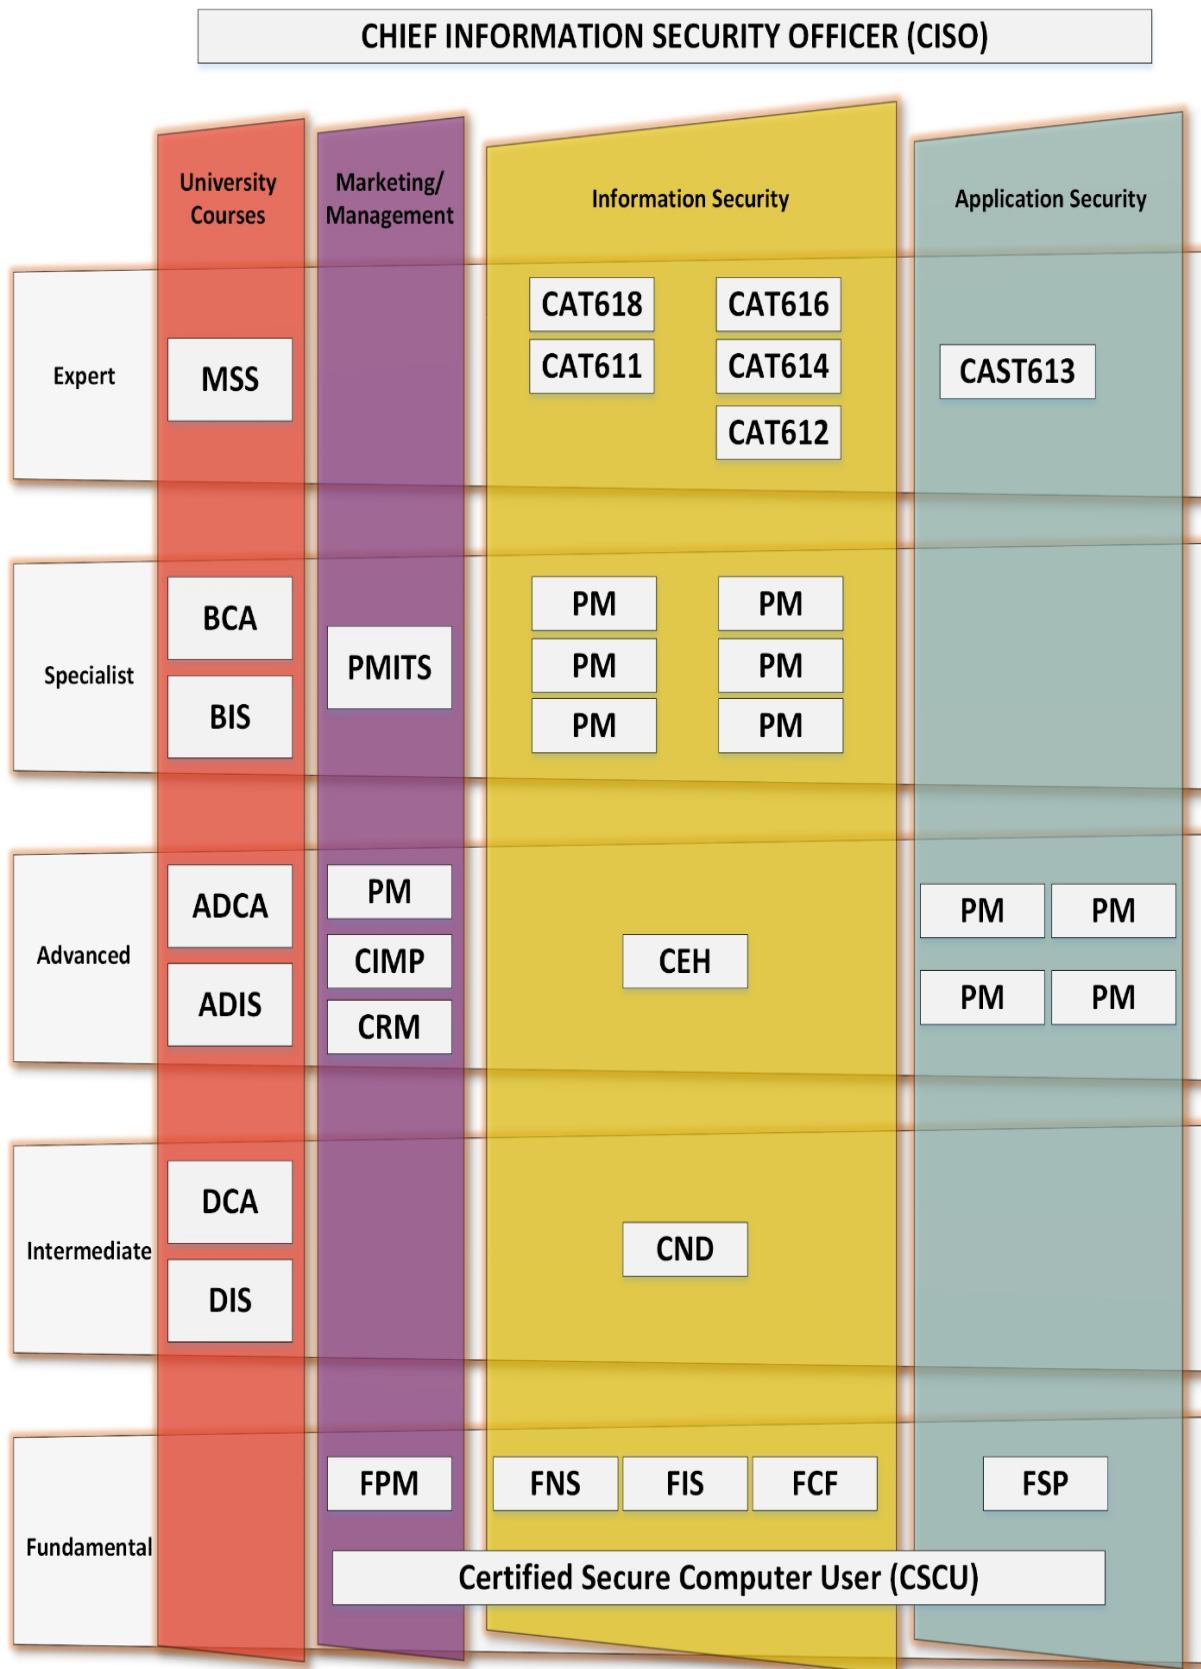 CHIEF INFORMATION SECURITY OFFICER (CISO)
University
Courses
Marketing/
Management
Information Security
Application Security
Expert
MSS
CAT618
CAT616
CAT611
CAT614
CAT612
CAST613
Specialist
BCA
BIS
PMITS
PM
PM
PM
PM
PM
PM
Advanced
ADCA
ADIS
PM
CIMP
CRM
CEH
PM
PM
PM
PM
Intermediate
DCA
DIS
CND
Fundamental
FPM
FNS
FIS
FCF
FSP
Certified Secure Computer User (CSCU)